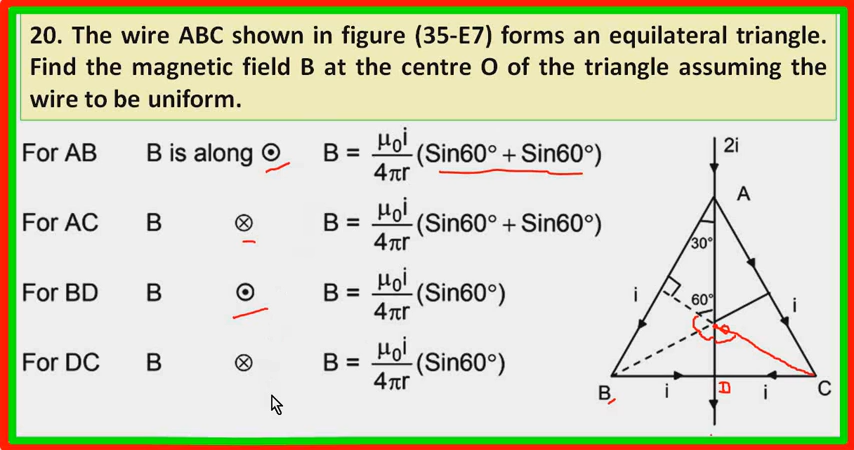 20. The wire ABC shown in figure (35-E7) forms an equilateral triangle.
Find the magnetic field B at the centre O of the triangle assuming the
wire to be uniform.
For AB B is along ⊙ B = μ₀i/4πr (Sin60° + Sin60°)
For AC B ⊗ B = μ₀i/4πr (Sin60° + Sin60°)
For BD B ⊙ B = μ₀i/4πr (Sin60°)
For DC B ⊗ B = μ₀i/4πr (Sin60°)
2i
A
30°
i
60°
i
O
B
i
D
i
C